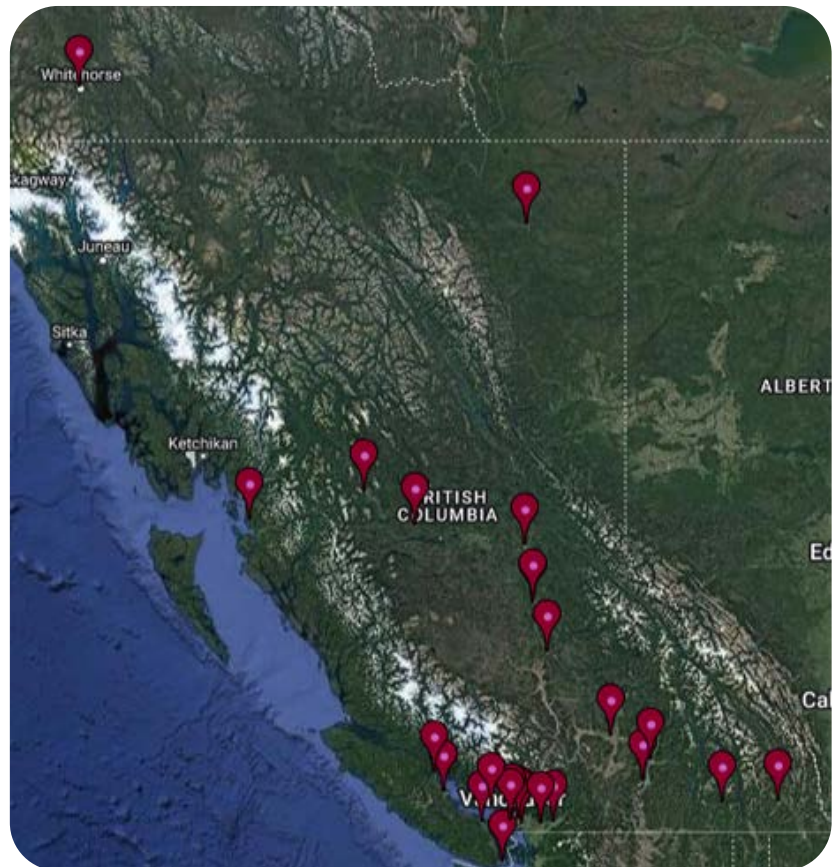 Whitehorse
kagway
Juneau
Sitka
ALBERT
Ketchikan
RITISH
COLUMBIA
Ed
Cal